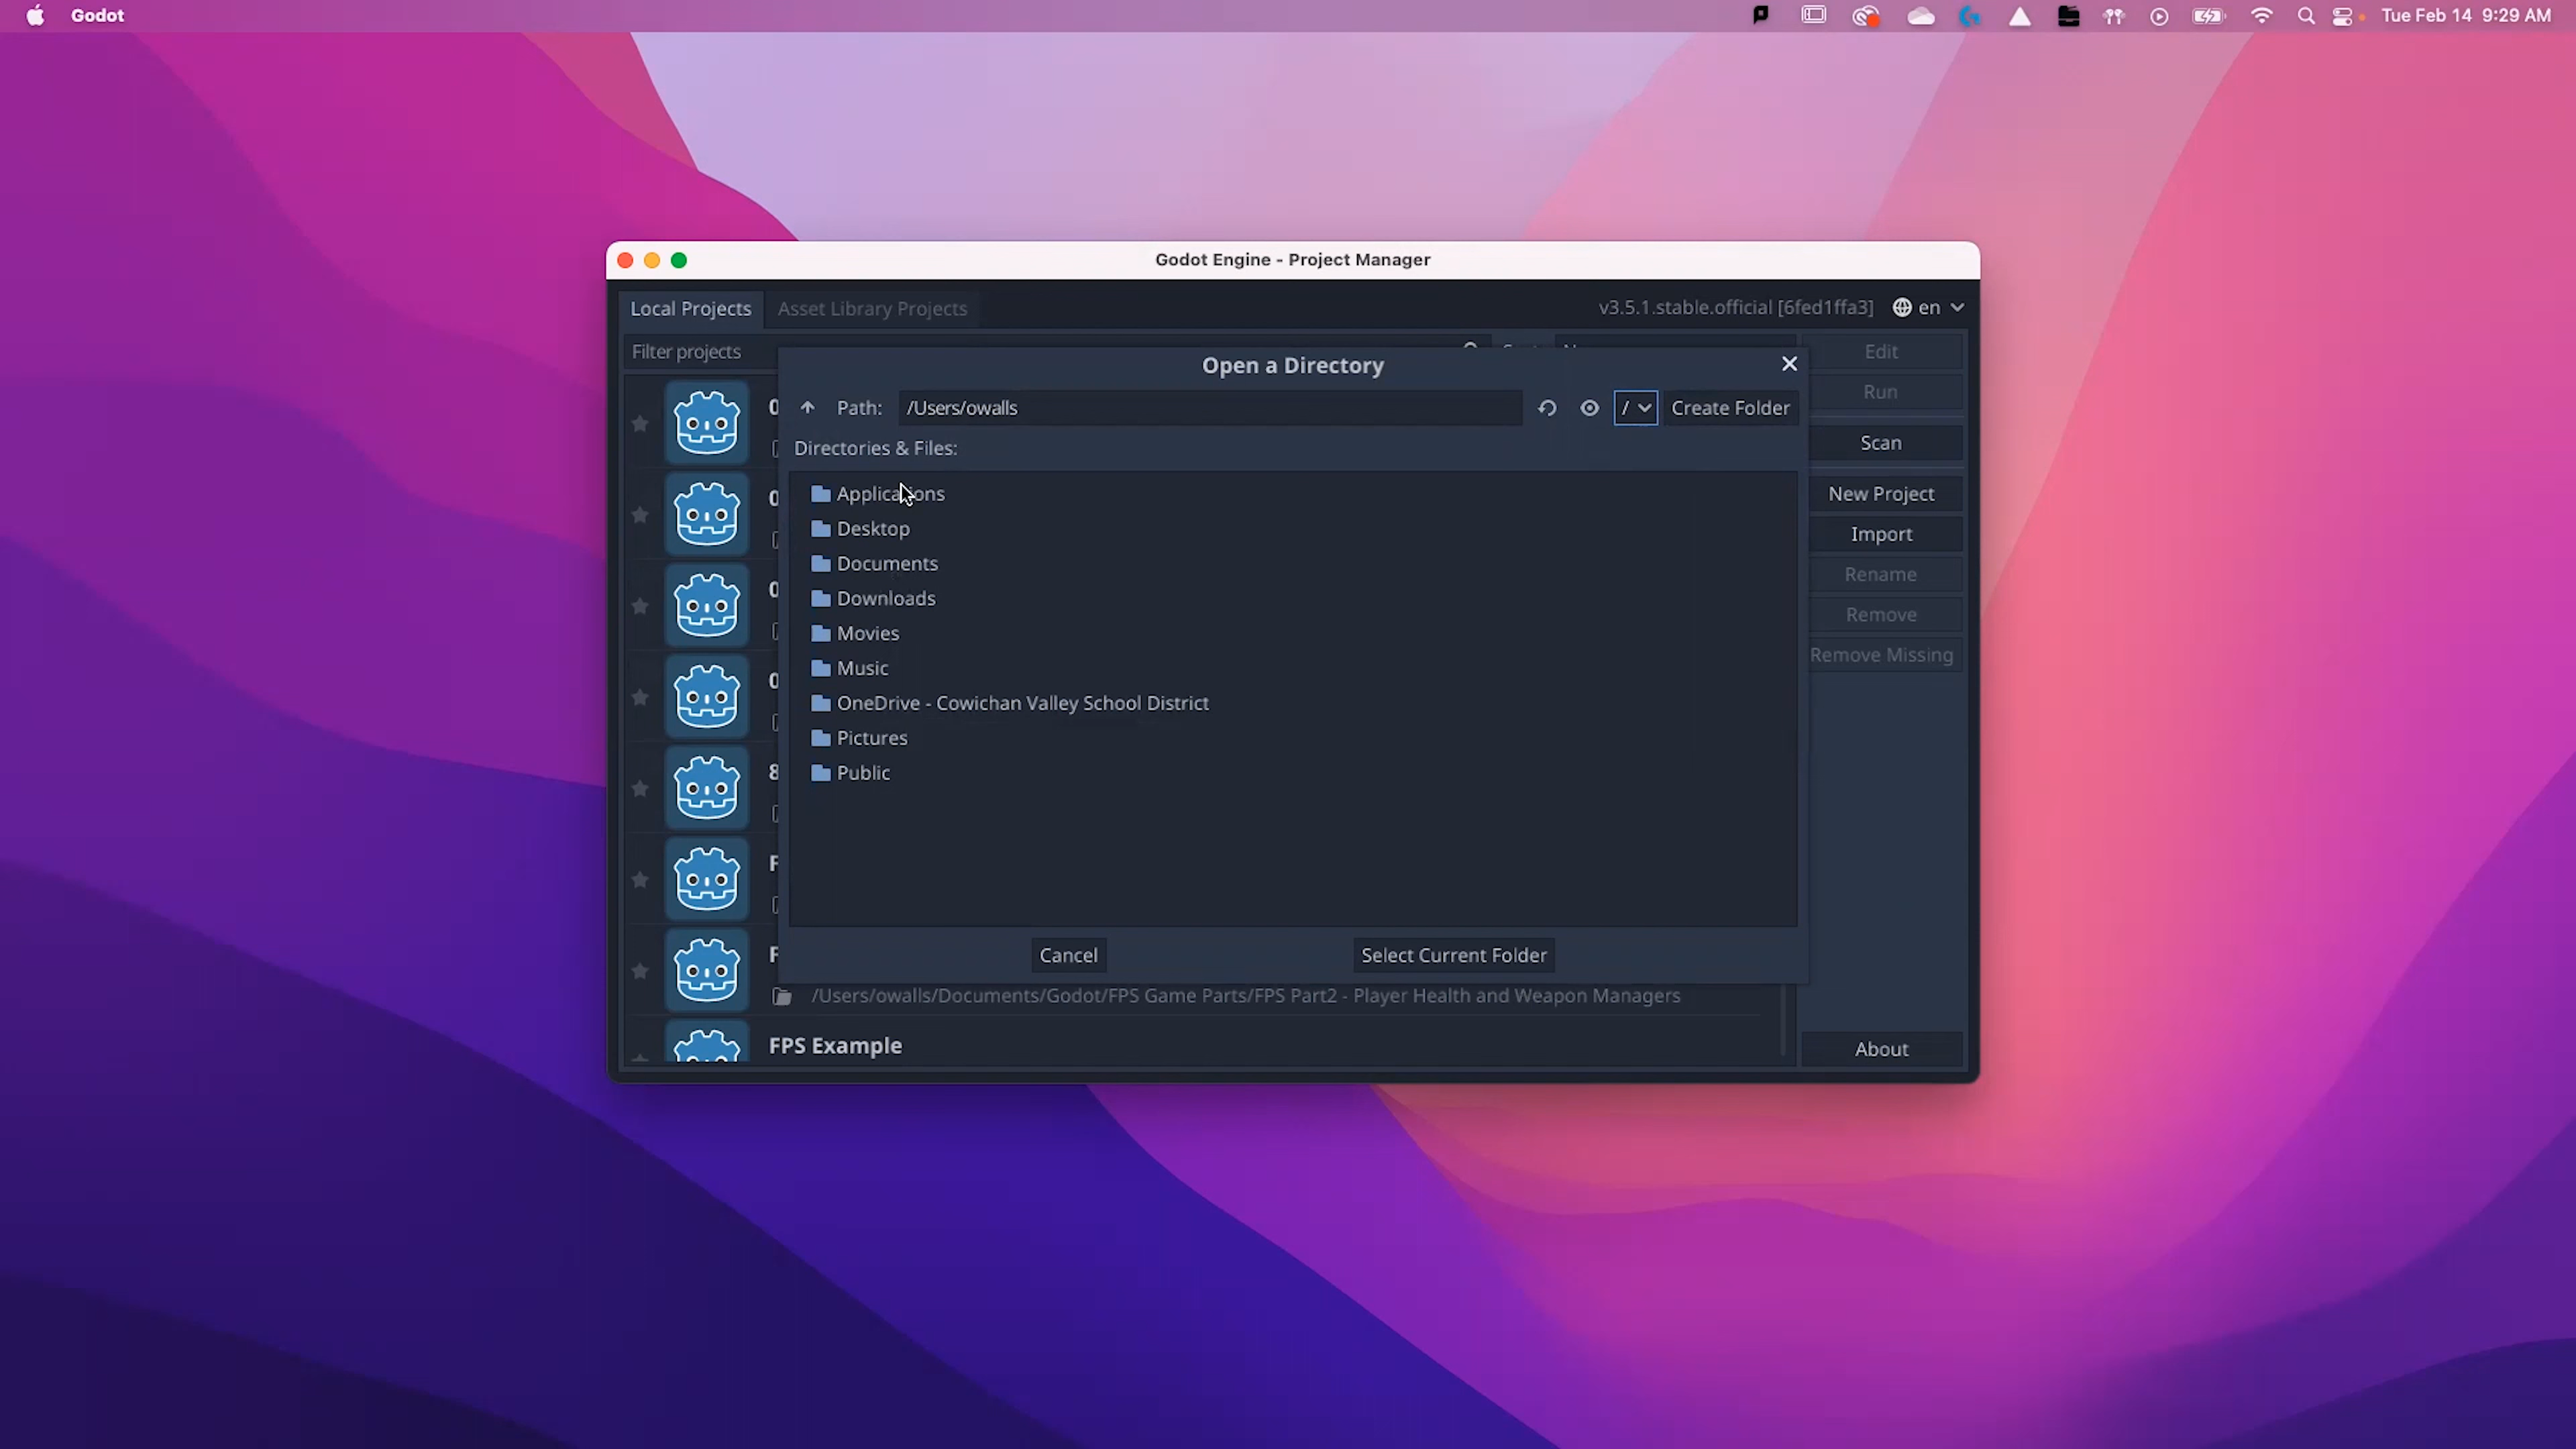 Godot
Tue Feb 14 9:29 AM
Godot Engine - Project Manager
Local Projects
Asset Library Projects
v3.5.1.stable.official [6fed1ffa3]
en
Filter projects
Edit
Open a Directory
Run
Path:
/Users/owalls
/
Create Folder
Directories & Files:
Scan
Applications
New Project
Desktop
Import
Documents
Rename
Downloads
Remove
Movies
Remove Missing
Music
OneDrive - Cowichan Valley School District
Pictures
Public
Cancel
Select Current Folder
/Users/owalls/Documents/Godot/FPS Game Parts/FPS Part2 - Player Health and Weapon Managers
FPS Example
About